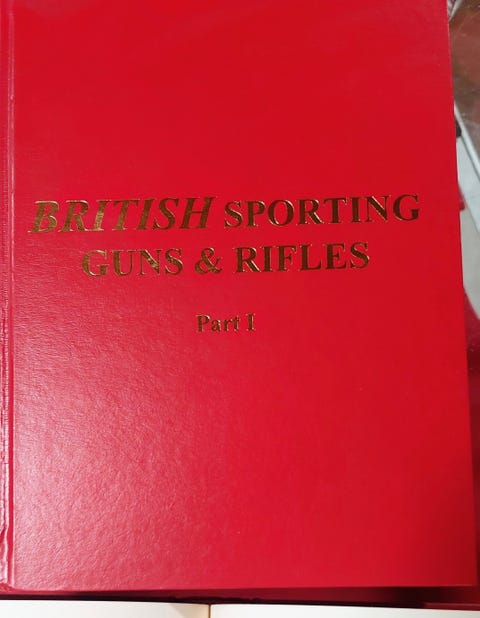 BRITISH SPORTING
GUNS & RIFLES
Part I